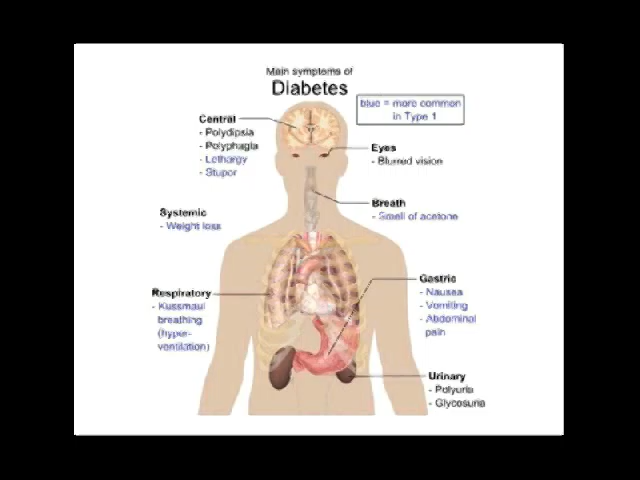 Main symptoms of
Diabetes
blue = more common
in Type 1
Central
- Polydipsia
- Polyphagia
- Lethargy
- Stupor
Eyes
- Blurred vision
Breath
- Smell of acetone
Systemic
- Weight loss
Respiratory
- Kussmaul
breathing
(hyper-
ventilation)
Gastric
- Nausea
- Vomiting
- Abdominal
pain
Urinary
- Polyuria
- Glycosuria